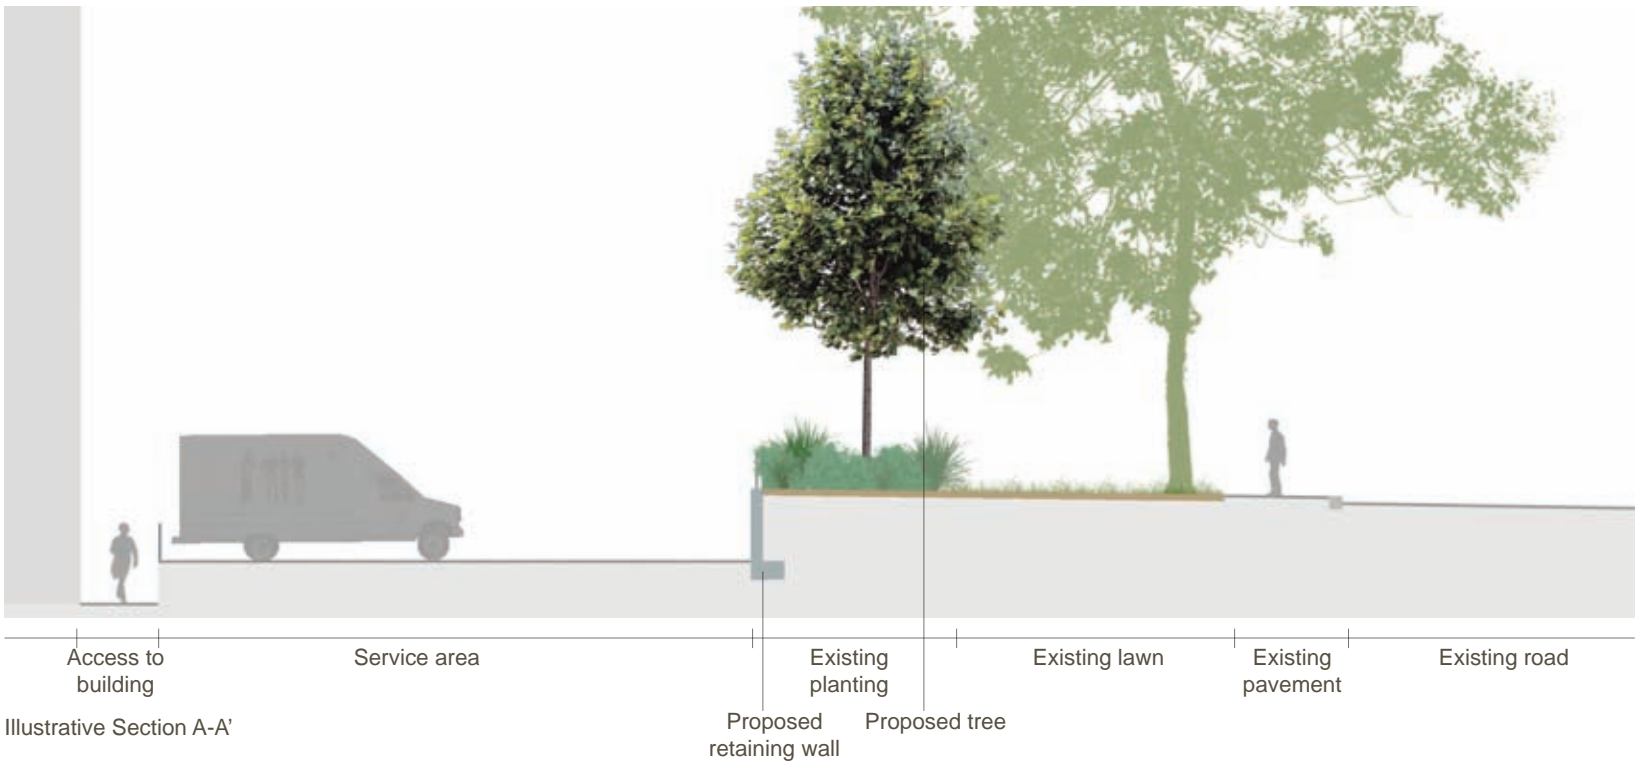 Access to
building
Service area
Existing
planting
Existing lawn
Existing
pavement
Existing road
Illustrative Section A-A’
Proposed
retaining wall
Proposed tree